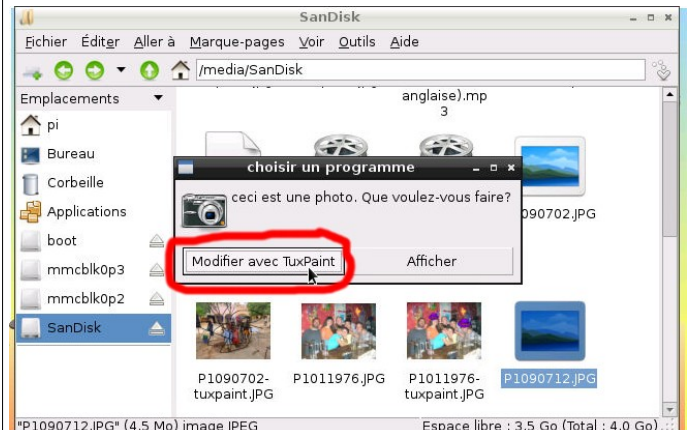 SanDisk
Fichier Éditer Aller à Marque-pages Voir Outils Aide
/media/SanDisk
Emplacements
pi
Bureau
Corbeille
Applications
boot
mmcblk0p3
mmcblk0p2
SanDisk
anglaise).mp
3
choisir un programme
ceci est une photo. Que voulez-vous faire?
Modifier avec TuxPaint Afficher
090702.JPG
P1090702-
tuxpaint.JPG
P1011976.JPG
P1011976-
tuxpaint.JPG
P1090712.JPG
"P1090712.JPG" (4,5 Mo) image JPEG Espace libre : 3,5 Go (Total : 4,0 Go)